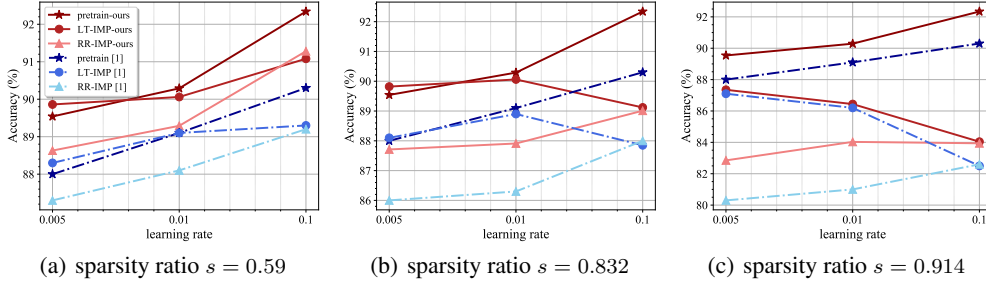 92
91
90
89
88
Accuracy (%)
pretrain-ours
LT-IMP-ours
RR-IMP-ours
pretrain [1]
LT-IMP [1]
RR-IMP [1]
0.005
0.01
0.1
learning rate
(a) sparsity ratio s = 0.59
92
91
90
89
88
87
86
Accuracy (%)
0.005
0.01
0.1
learning rate
(b) sparsity ratio s = 0.832
92
90
88
86
84
82
80
Accuracy (%)
0.005
0.01
0.1
learning rate
(c) sparsity ratio s = 0.914